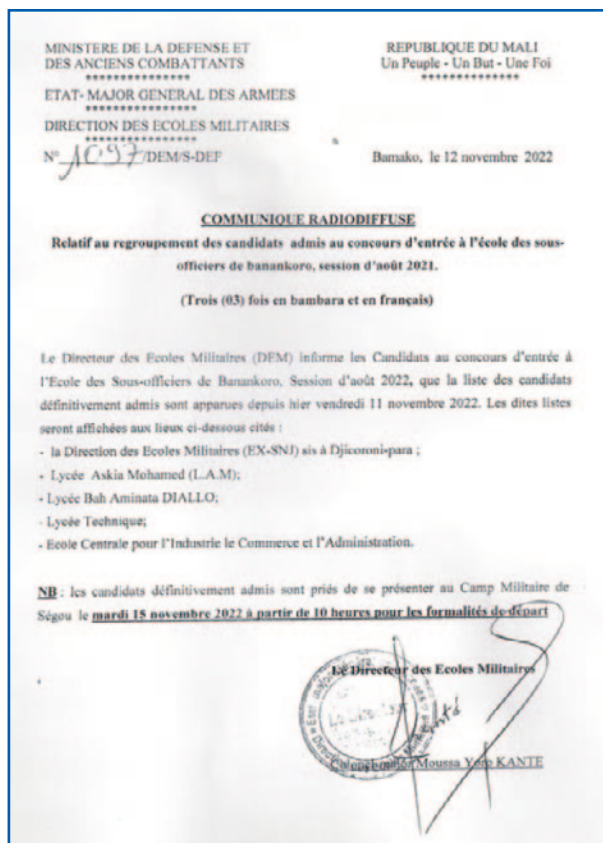 MINISTERE DE LA DEFENSE ET
DES ANCIENS COMBATTANTS
***************
ETAT- MAJOR GENERAL DES ARMEES
****************
DIRECTION DES ECOLES MILITAIRES
****************
N° 1097/DEM/S-DEF
REPUBLIQUE DU MALI
Un Peuple - Un But - Une Foi
**************
Bamako, le 12 novembre 2022
COMMUNIQUE RADIODIFFUSE
Relatif au regroupement des candidats admis au concours d'entrée à l'école des sous-
officiers de banankoro, session d'août 2021.
(Trois (03) fois en bambara et en français)
Le Directeur des Ecoles Militaires (DEM) informe les Candidats au concours d'entrée à
l'Ecole des Sous-officiers de Banankoro, Session d'août 2022, que la liste des candidats
définitivement admis sont apparues depuis hier vendredi 11 novembre 2022. Les dites listes
seront affichées aux lieux ci-dessous cités :
- la Direction des Ecoles Militaires (EX-SNJ) sis à Djicoroni-para ;
- Lycée Askia Mohamed (L.A.M);
- Lycée Bah Aminata DIALLO;
- Lycée Technique;
- Ecole Centrale pour l'Industrie le Commerce et l'Administration.
NB : les candidats définitivement admis sont priés de se présenter au Camp Militaire de
Ségou le mardi 15 novembre 2022 à partir de 10 heures pour les formalités de départ
Le Directeur des Ecoles Militaires
Le Directeur
Colonel-major Moussa Yoro KANTE